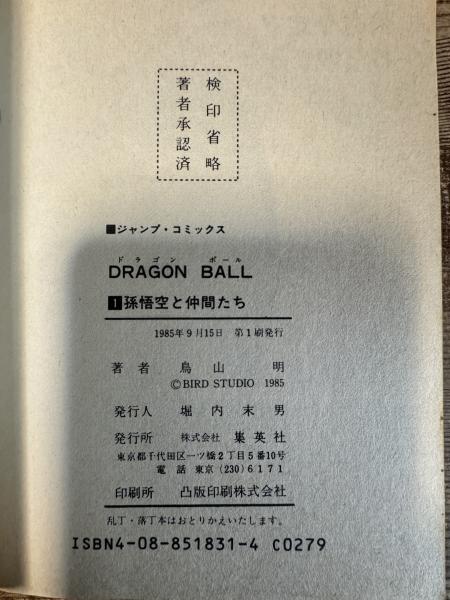 検印省略
著者承認済
■ジャンプ・コミックス
ドラゴン ボール
DRAGON BALL
1孫悟空と仲間たち
1985年9月15日 第1刷発行
著者 鳥山明
©BIRD STUDIO 1985
発行人 堀内末男
発行所 株式会社 集英社
東京都千代田区一ツ橋2丁目5番10号
電話 東京(230)6171
印刷所 凸版印刷株式会社
乱丁・落丁本はおとりかえいたします。
ISBN4-08-851831-4 C0279